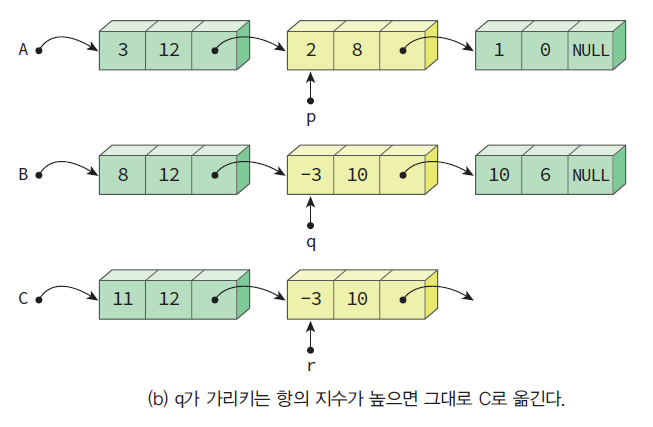 A 3 12 2 8 1 0 NULL
p
B 8 12 -3 10 10 6 NULL
q
C 11 12 -3 10
r
(b) q가 가리키는 항의 지수가 높으면 그대로 C로 옮긴다.